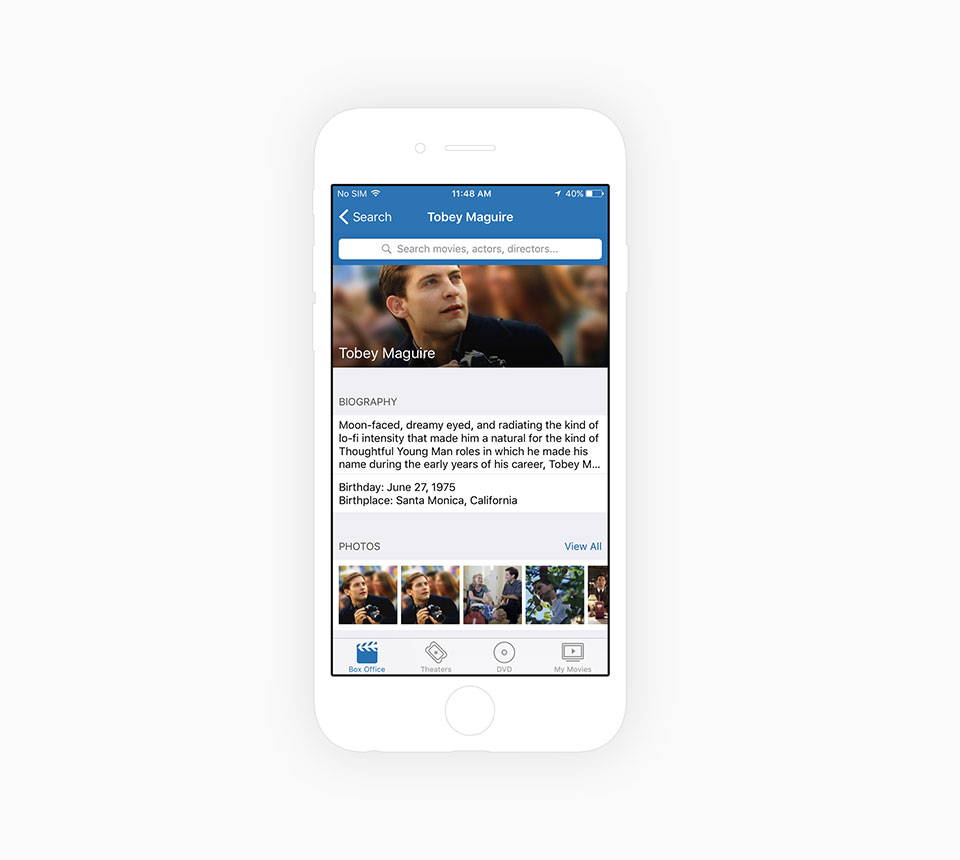 No SIM 11:48 AM 40%
Search Tobey Maguire
Search movies, actors, directors...
Tobey Maguire
BIOGRAPHY
Moon-faced, dreamy eyed, and radiating the kind of
lo-fi intensity that made him a natural for the kind of
Thoughtful Young Man roles in which he made his
name during the early years of his career, Tobey M...
Birthday: June 27, 1975
Birthplace: Santa Monica, California
PHOTOS View All
Box Office Theaters DVD My Movies